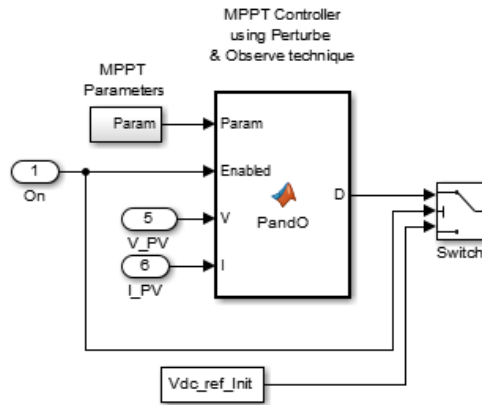 MPPT Controller
using Perturbe
& Observe technique
MPPT
Parameters
Param
Param
1
On
Enabled
D
5
V_PV
V
PandO
6
I_PV
I
Switch
Vdc_ref_Init